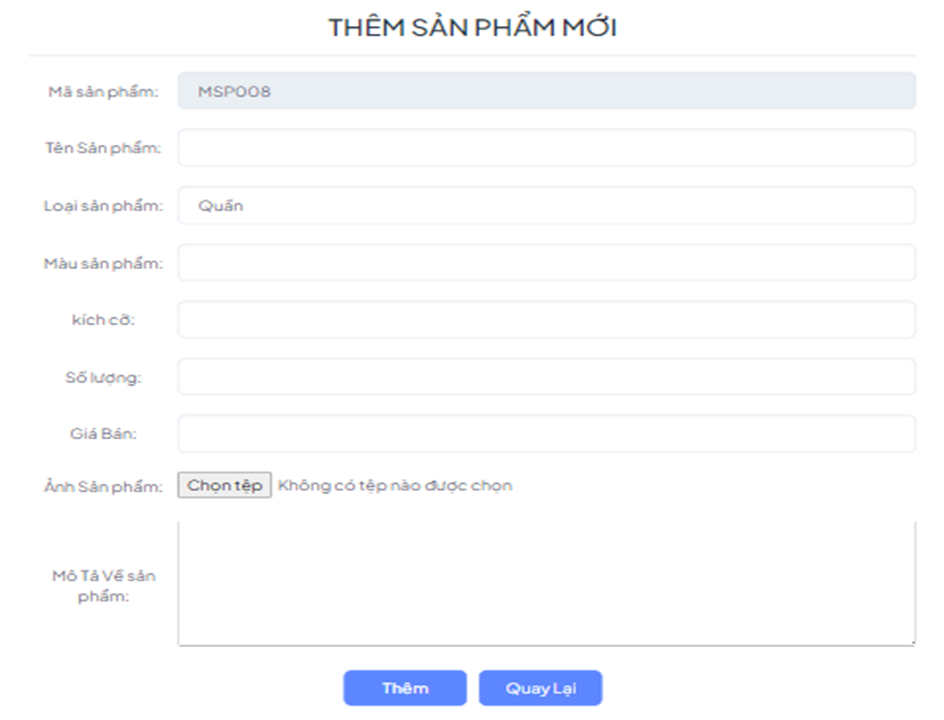 THÊM SẢN PHẨM MỚI
Mã sản phẩm: MSP008
Tên Sản phẩm:
Loại sản phẩm: Quần
Màu sản phẩm:
kích cỡ:
Số lượng:
Giá Bán:
Ảnh Sản phẩm: Chọn tệp Không có tệp nào được chọn
Mô Tả Về sản
phẩm:
Thêm Quay Lại